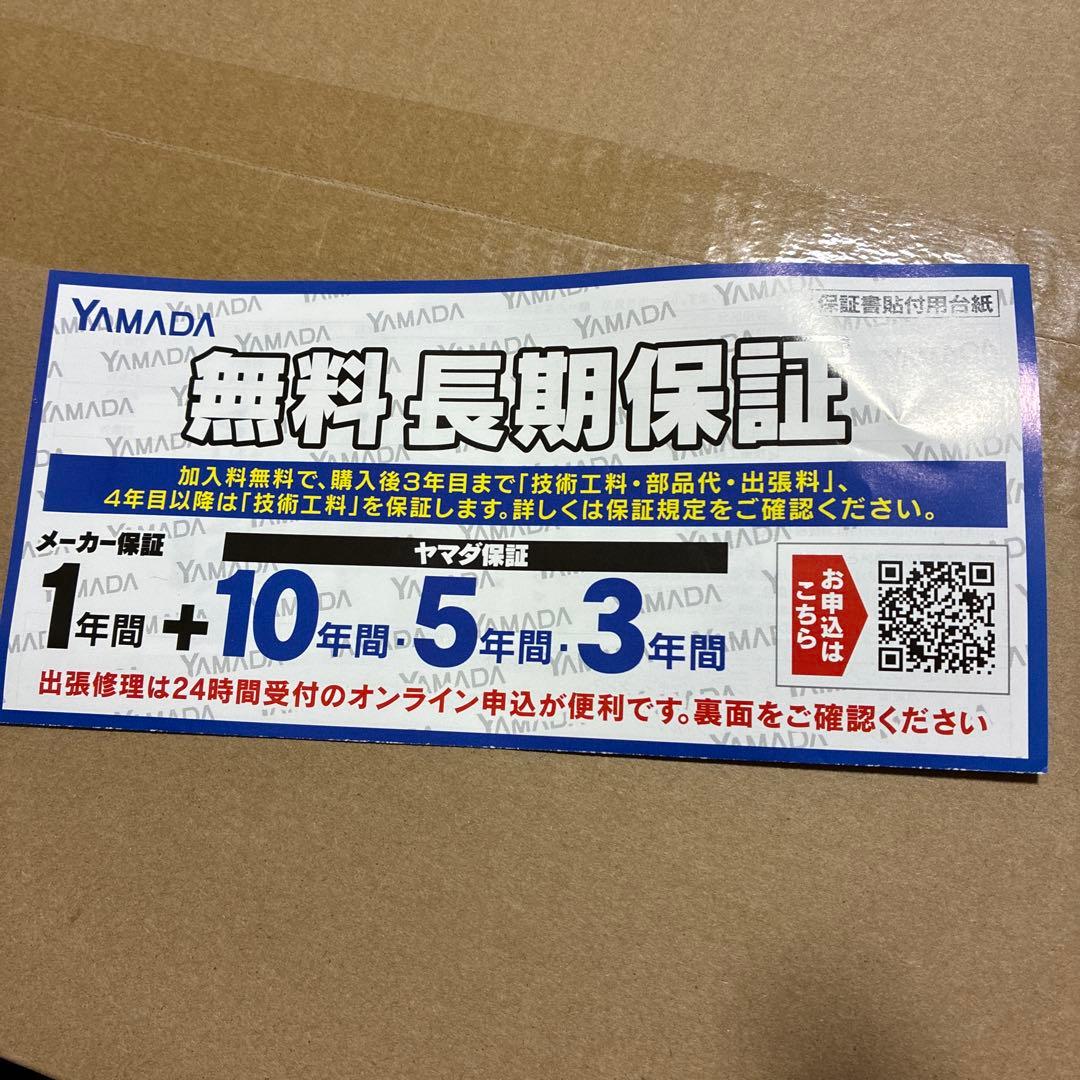 YAMADA
保証書貼付用台紙
無料長期保証
加入料無料で、購入後3年目まで「技術工料・部品代・出張料」、
4年目以降は「技術工料」を保証します。詳しくは保証規定をご確認ください。
メーカー保証
ヤマダ保証
1年間+10年間・5年間・3年間
お申込は
こちら
出張修理は24時間受付のオンライン申込が便利です。裏面をご確認ください